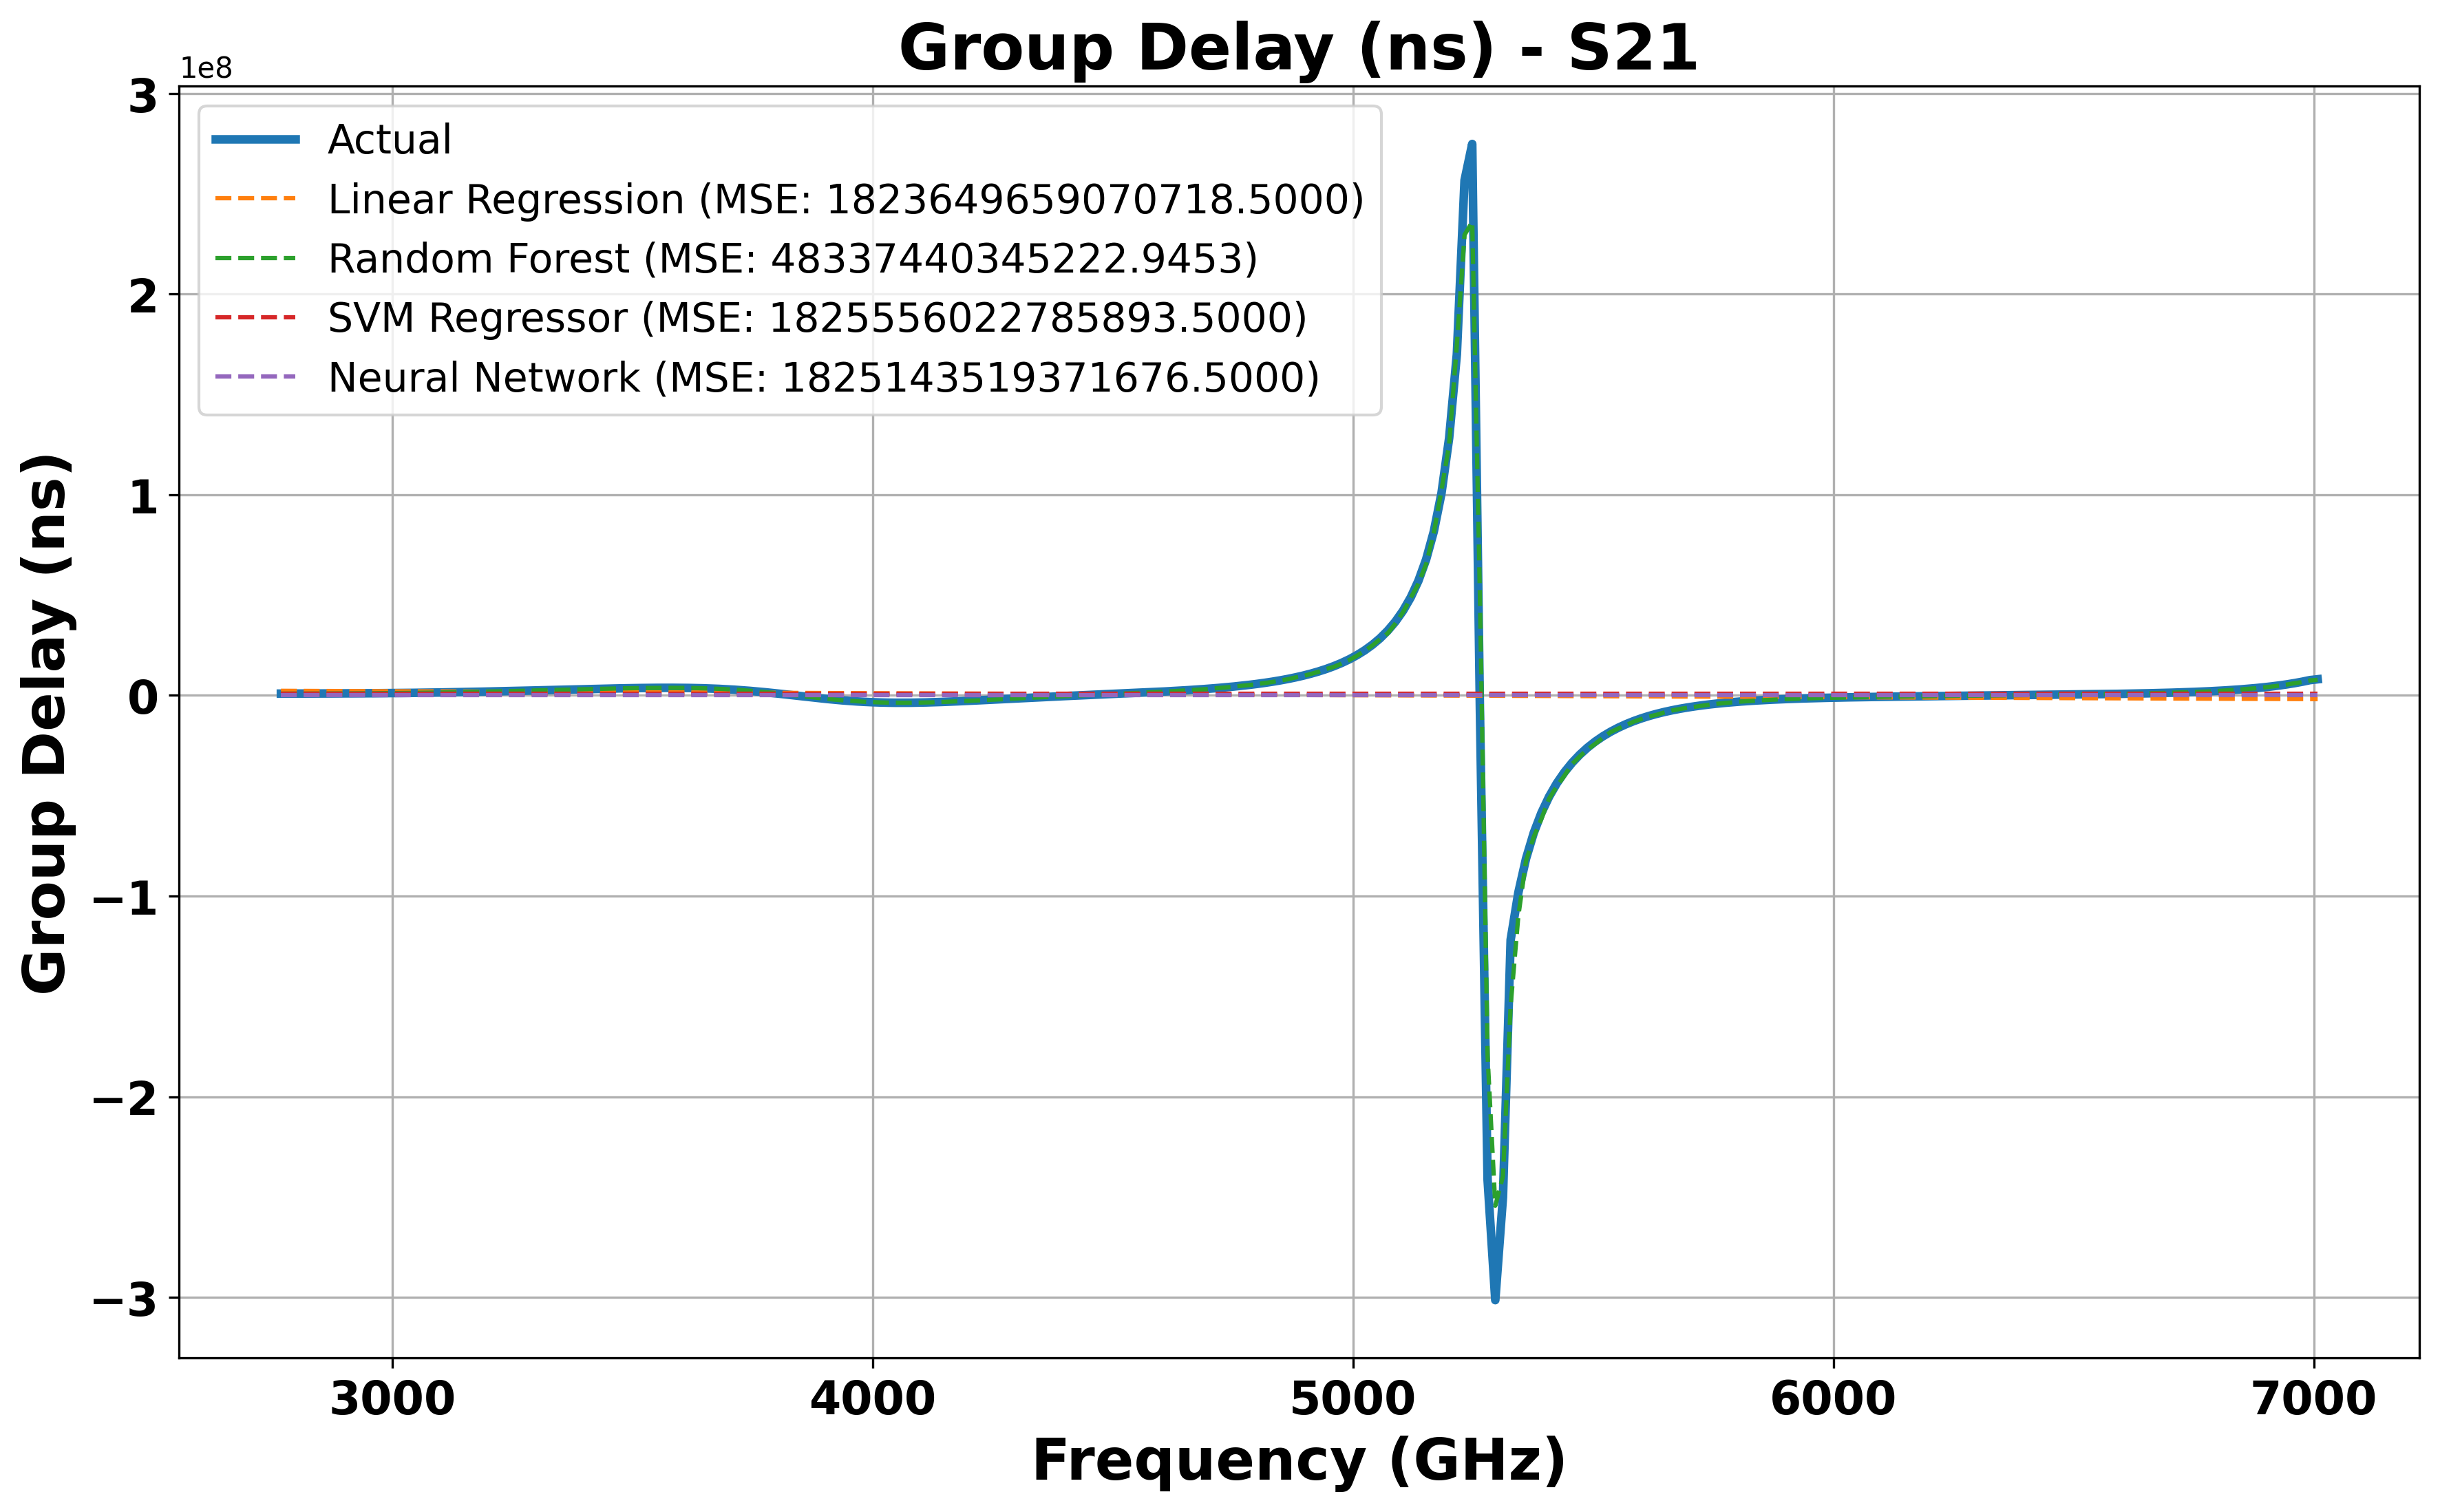 Group Delay (ns) - S21
1e8
3
2
1
0
−1
−2
−3
Group Delay (ns)
Actual
Linear Regression (MSE: 1823649659070718.5000)
Random Forest (MSE: 48337440345222.9453)
SVM Regressor (MSE: 1825556022785893.5000)
Neural Network (MSE: 1825143519371676.5000)
3000 4000 5000 6000 7000
Frequency (GHz)